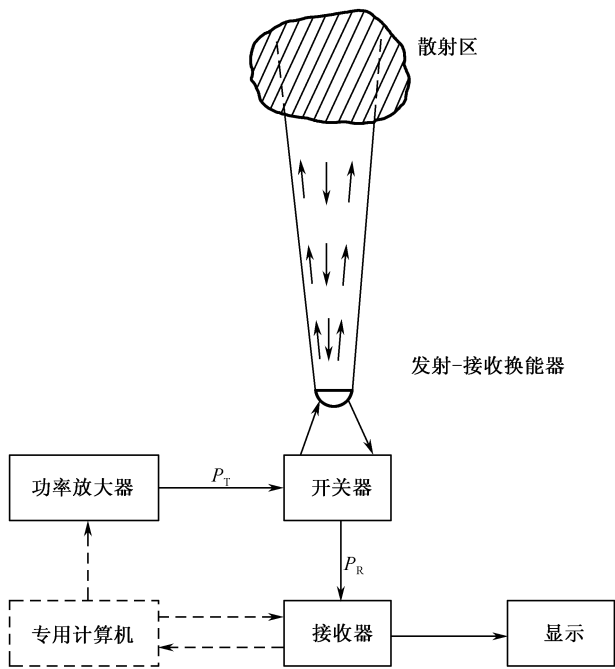 散射区
发射-接收换能器
功率放大器
P_T
开关器
P_R
专用计算机
接收器
显示